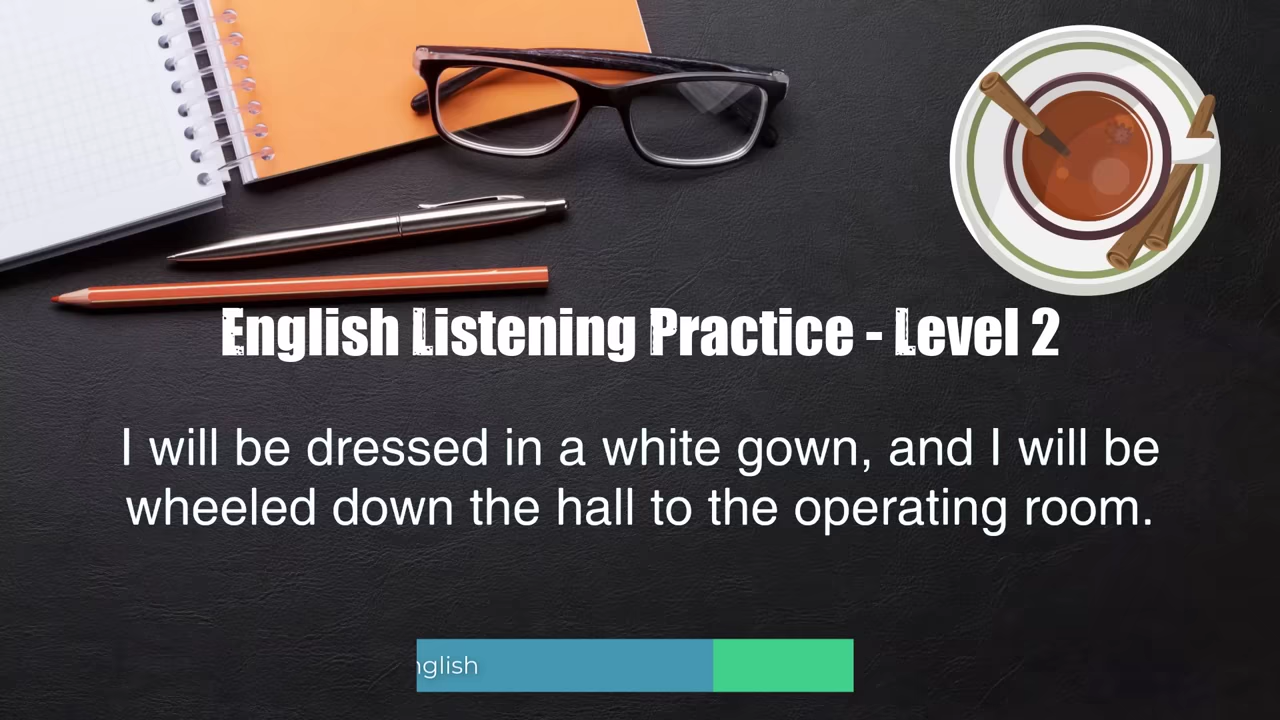 English Listening Practice - Level 2
I will be dressed in a white gown, and I will be
wheeled down the hall to the operating room.
nglish